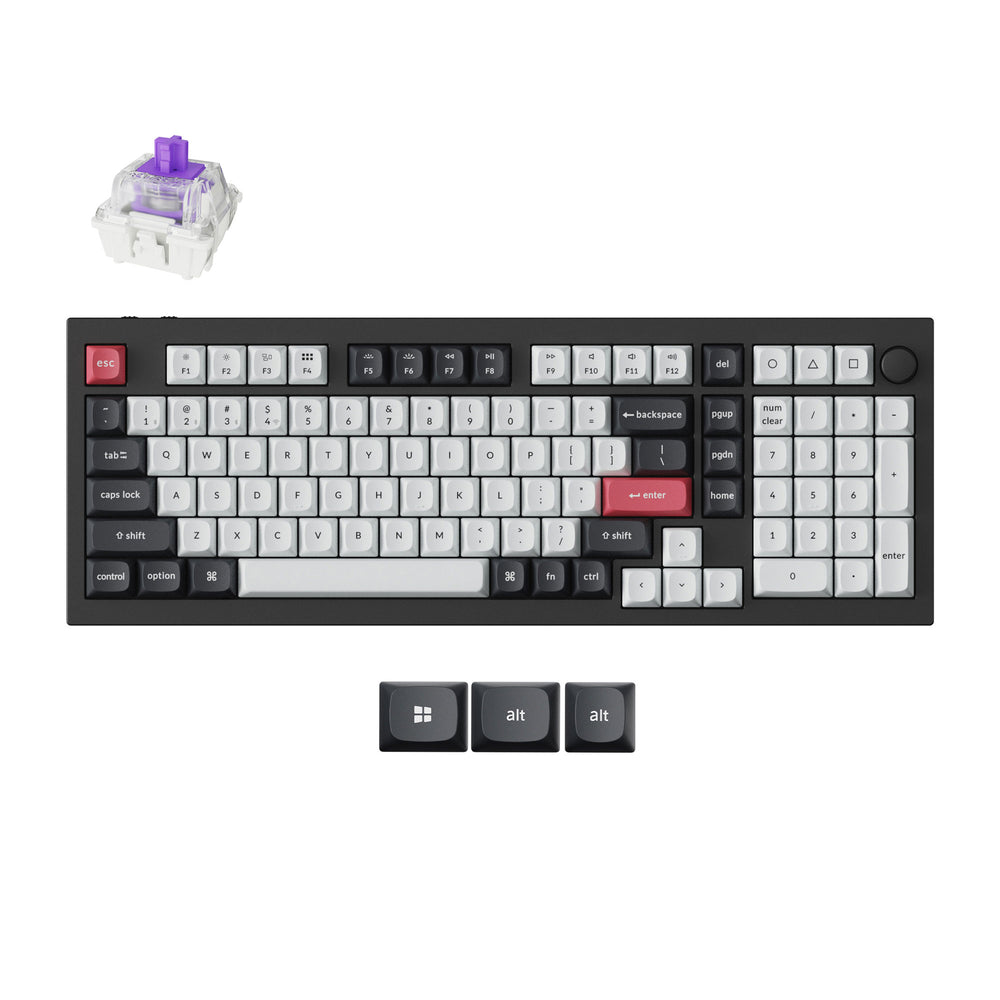 esc F1 F2 F3 F4 F5 F6 F7 F8 F9 F10 F11 F12 del
~ ! @ # $ % ^ & * ( ) — + ← backspace pgup num / * -
` 1 2 3 4 5 6 7 8 9 0 - = clear
tab Q W E R T Y U I O P { } | pgdn 7 8 9 +
[ ] \
caps lock A S D F G H J K L : " ↵ enter home 4 5 6
; '
⇧ shift Z X C V B N M < > ? ⇧ shift ^ 1 2 3 enter
, . /
control option ⌘ ⌘ fn ctrl 0 .
alt alt